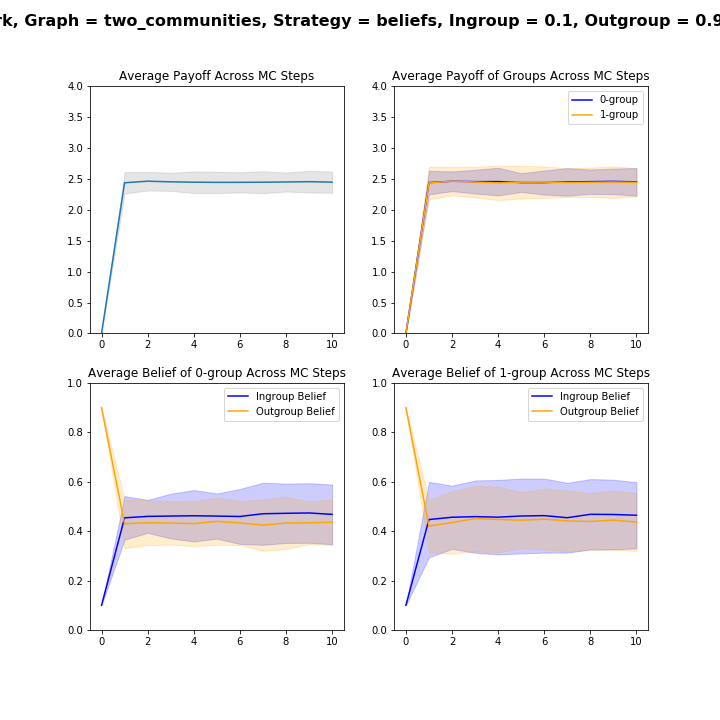 rk, Graph = two_communities, Strategy = beliefs, Ingroup = 0.1, Outgroup = 0.9
Average Payoff Across MC Steps
4.0
3.5
3.0
2.5
2.0
1.5
1.0
0.5
0.0
0 2 4 6 8 10
Average Payoff of Groups Across MC Steps
0-group
1-group
4.0
3.5
3.0
2.5
2.0
1.5
1.0
0.5
0.0
0 2 4 6 8 10
Average Belief of 0-group Across MC Steps
Ingroup Belief
Outgroup Belief
1.0
0.8
0.6
0.4
0.2
0.0
0 2 4 6 8 10
Average Belief of 1-group Across MC Steps
Ingroup Belief
Outgroup Belief
1.0
0.8
0.6
0.4
0.2
0.0
0 2 4 6 8 10